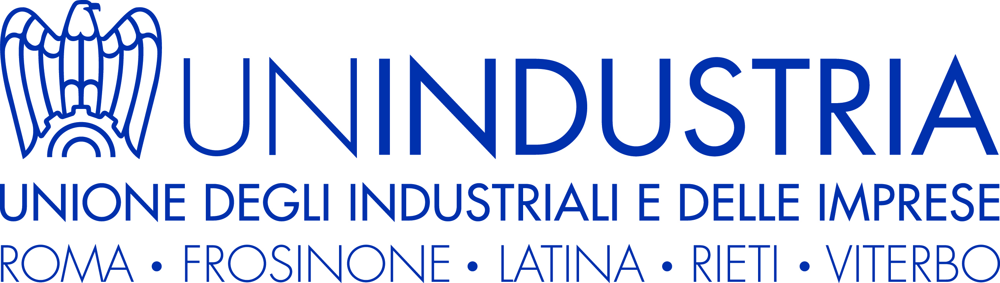 UNINDUSTRIA
UNIONE DEGLI INDUSTRIALI E DELLE IMPRESE
ROMA • FROSINONE • LATINA • RIETI • VITERBO